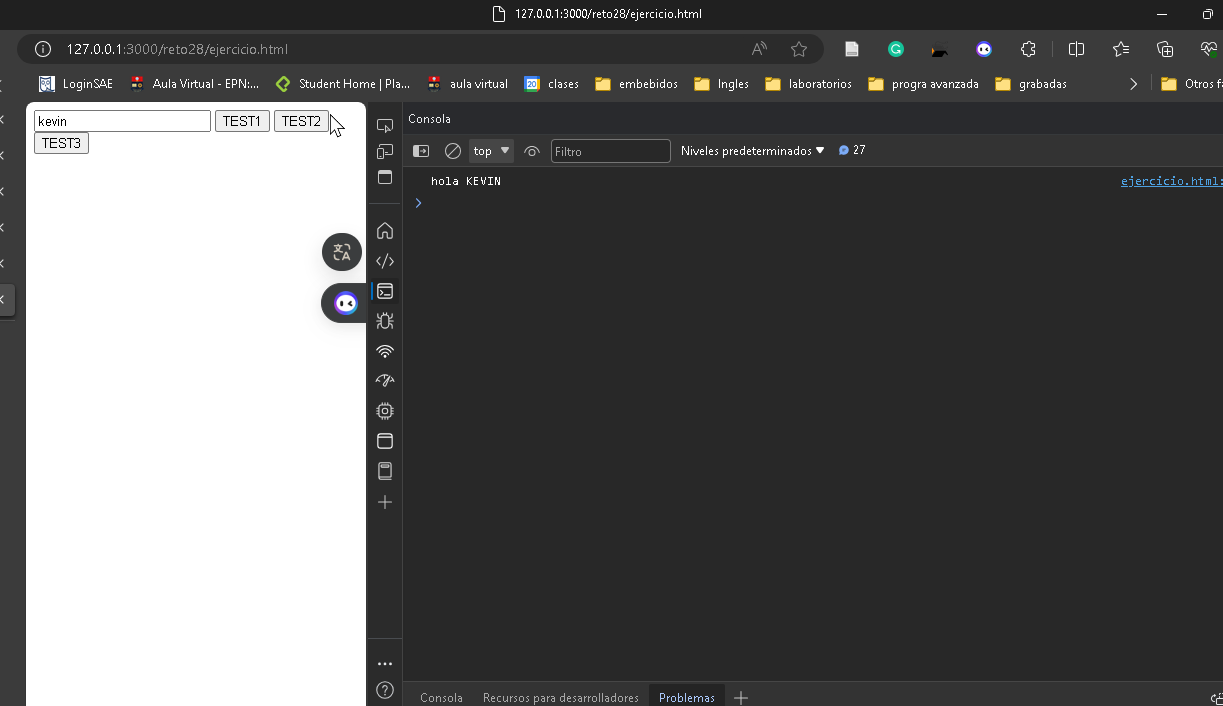 127.0.0.1:3000/reto28/ejercicio.html
127.0.0.1:3000/reto28/ejercicio.html
LoginSAE Aula Virtual - EPN:... Student Home | Pla... aula virtual 20 clases embebidos Ingles laboratorios progra avanzada grabadas Otros fa
kevin TEST1 TEST2
TEST3
Consola
top Filtro Niveles predeterminados 27
hola KEVIN ejercicio.html:
Consola Recursos para desarrolladores Problemas